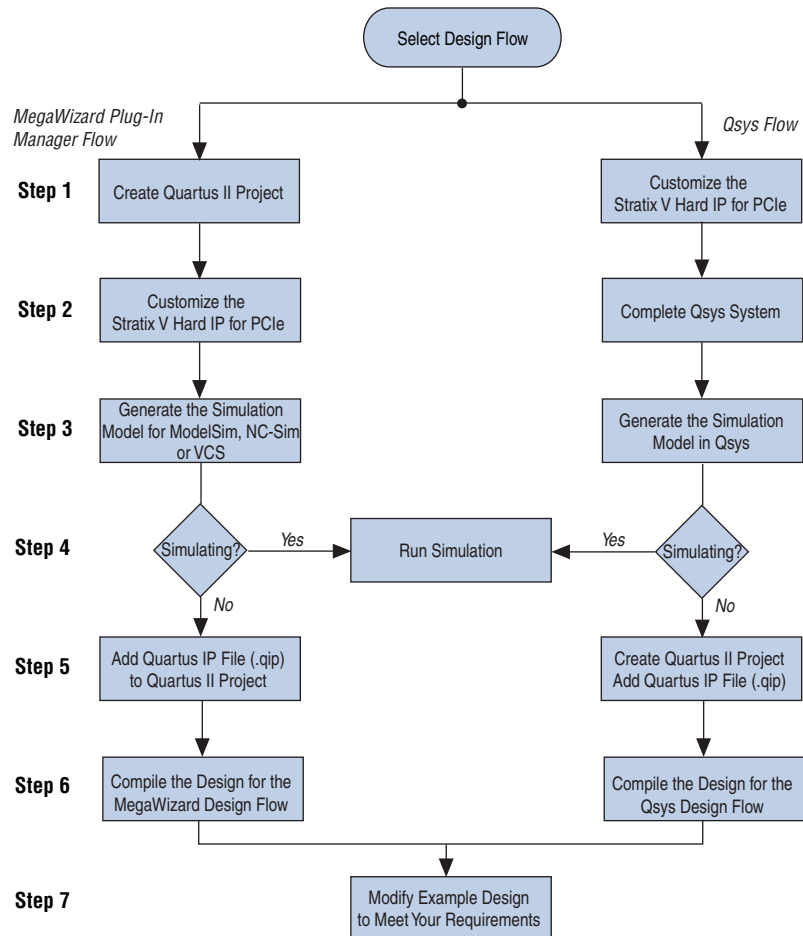 Select Design Flow
MegaWizard Plug-In
Manager Flow
Qsys Flow
Step 1
Create Quartus II Project
Customize the
Stratix V Hard IP for PCIe
Step 2
Customize the
Stratix V Hard IP for PCIe
Complete Qsys System
Step 3
Generate the Simulation
Model for ModelSim, NC-Sim
or VCS
Generate the Simulation
Model in Qsys
Step 4
Simulating?
Yes
Run Simulation
Yes
Simulating?
No
No
Step 5
Add Quartus IP File (.qip)
to Quartus II Project
Create Quartus II Project
Add Quartus IP File (.qip)
Step 6
Compile the Design for the
MegaWizard Design Flow
Compile the Design for the
Qsys Design Flow
Step 7
Modify Example Design
to Meet Your Requirements